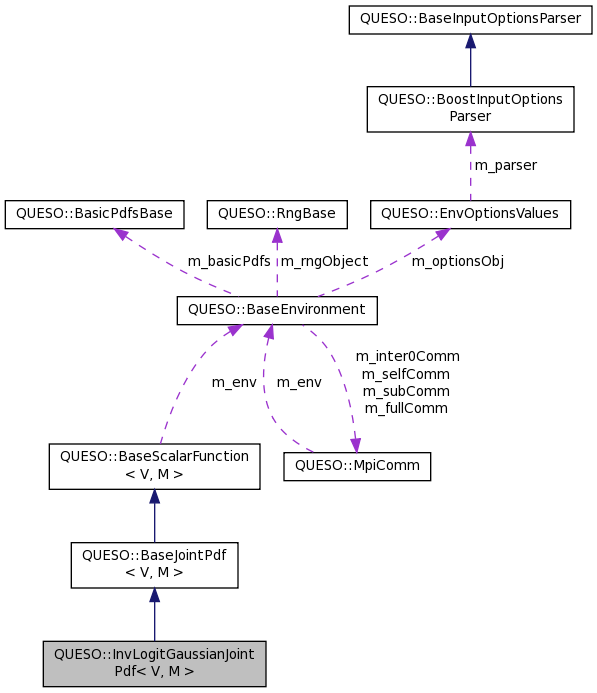 QUESO::BaseInputOptionsParser
QUESO::BoostInputOptions
Parser
m_parser
QUESO::BasicPdfsBase
QUESO::RngBase
QUESO::EnvOptionsValues
m_basicPdfs
m_rngObject
m_optionsObj
QUESO::BaseEnvironment
m_env
m_env
m_inter0Comm
m_selfComm
m_subComm
m_fullComm
QUESO::BaseScalarFunction
< V, M >
QUESO::MpiComm
QUESO::BaseJointPdf
< V, M >
QUESO::InvLogitGaussianJoint
Pdf< V, M >